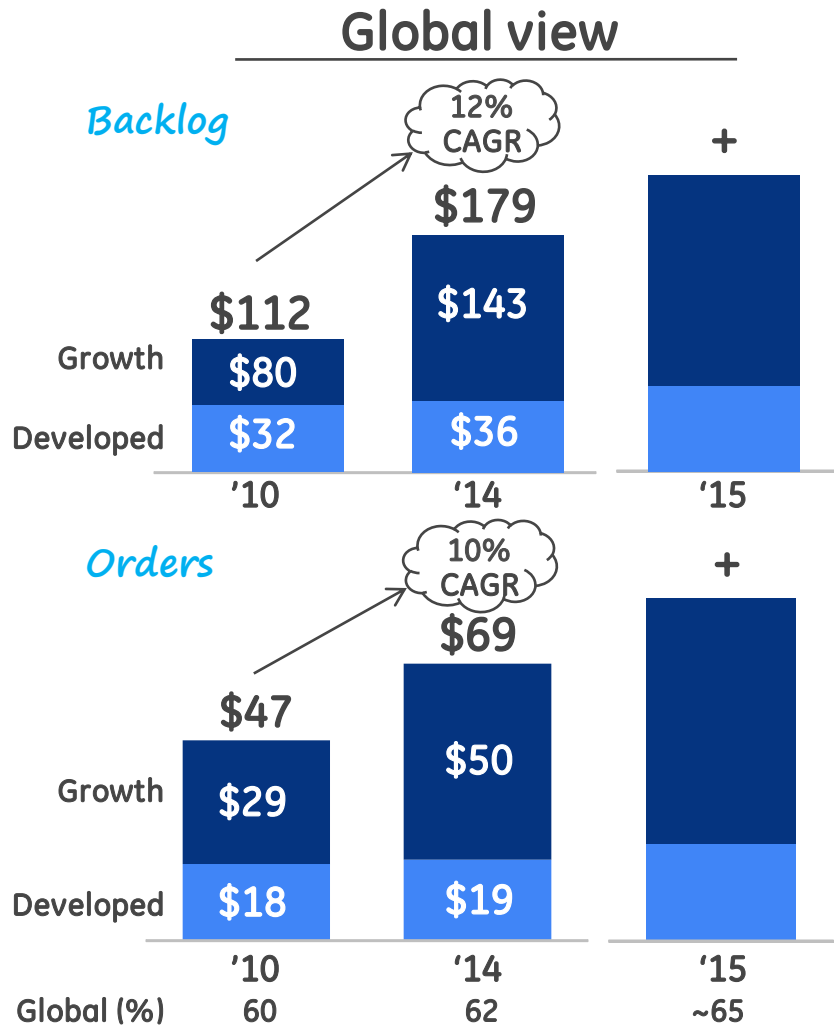 Global view
Backlog
12%
CAGR
+
$179
$112
$143
Growth
$80
Developed
$32
$36
’10
‘14
‘15
Orders
10%
CAGR
+
$69
$47
$50
Growth
$29
Developed
$18
$19
’10
‘14
‘15
Global (%)
60
62
~65